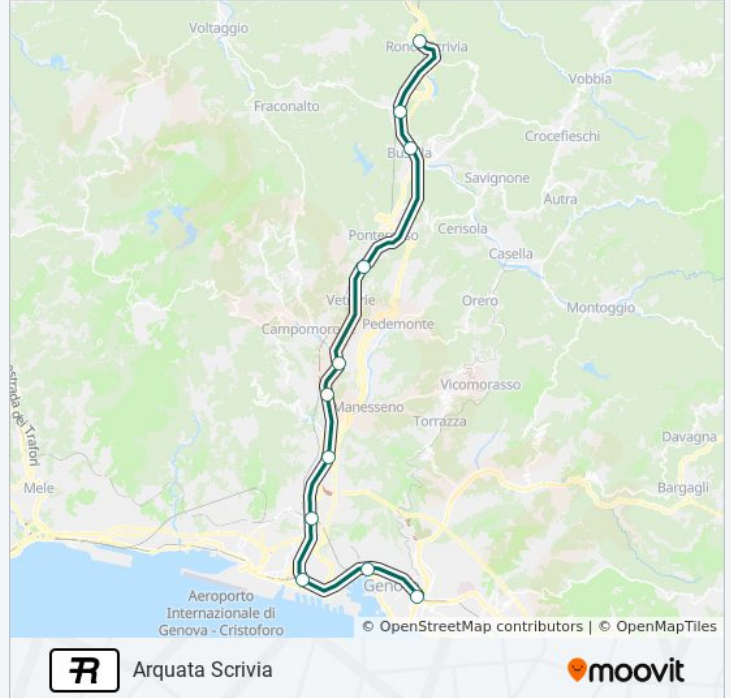 Voltaggio
Ronco Scrivia
Vobbia
Fraconalto
Crocefieschi
Busalla
Savignone
Autra
Cerisola
Casella
Orero
Montoggio
Pedemonte
Vicomorasso
Manesseno
Torrazza
Davagna
Bargagli
Mele
Aeroporto
Internazionale di
Genova - Cristoforo
© OpenStreetMap contributors | © OpenMapTiles
R
Arquata Scrivia
moovit